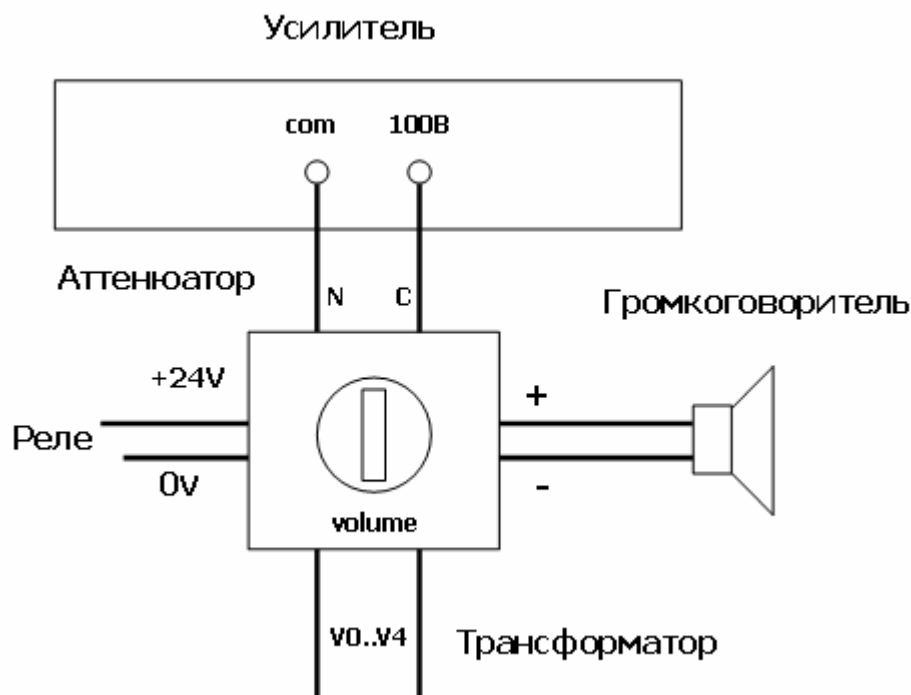 Усилитель
com 100В
Аттенюатор
N C
Громкоговоритель
+24V
+
Реле
0v
-
volume
V0..V4
Трансформатор